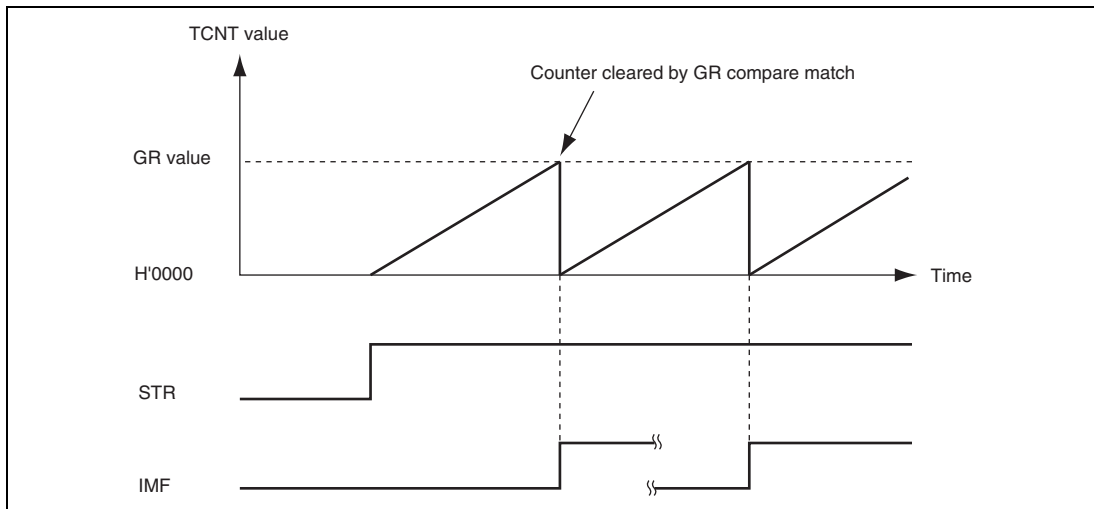 TCNT value
Counter cleared by GR compare match
GR value
H'0000
Time
STR
IMF